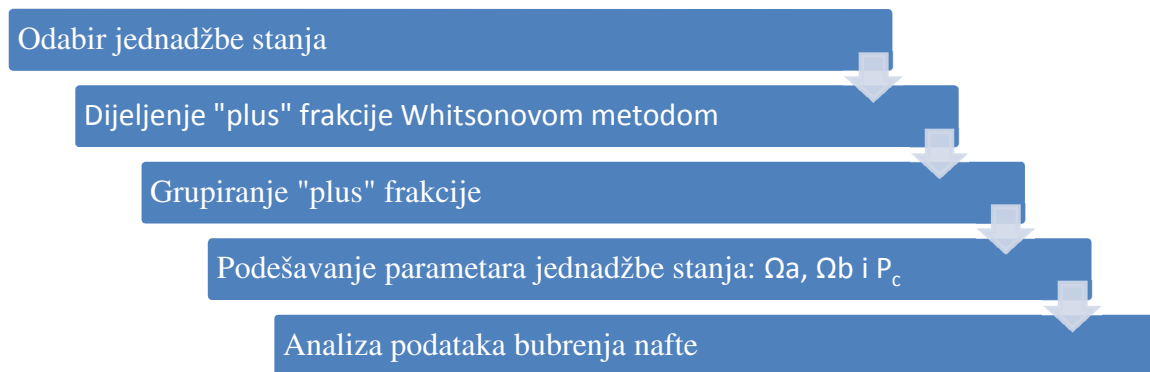 Odabir jednadžbe stanja
Dijeljenje "plus" frakcije Whitsonovom metodom
Grupiranje "plus" frakcije
Podešavanje parametara jednadžbe stanja: Ωa, Ωb i Pc
Analiza podataka bubrenja nafte